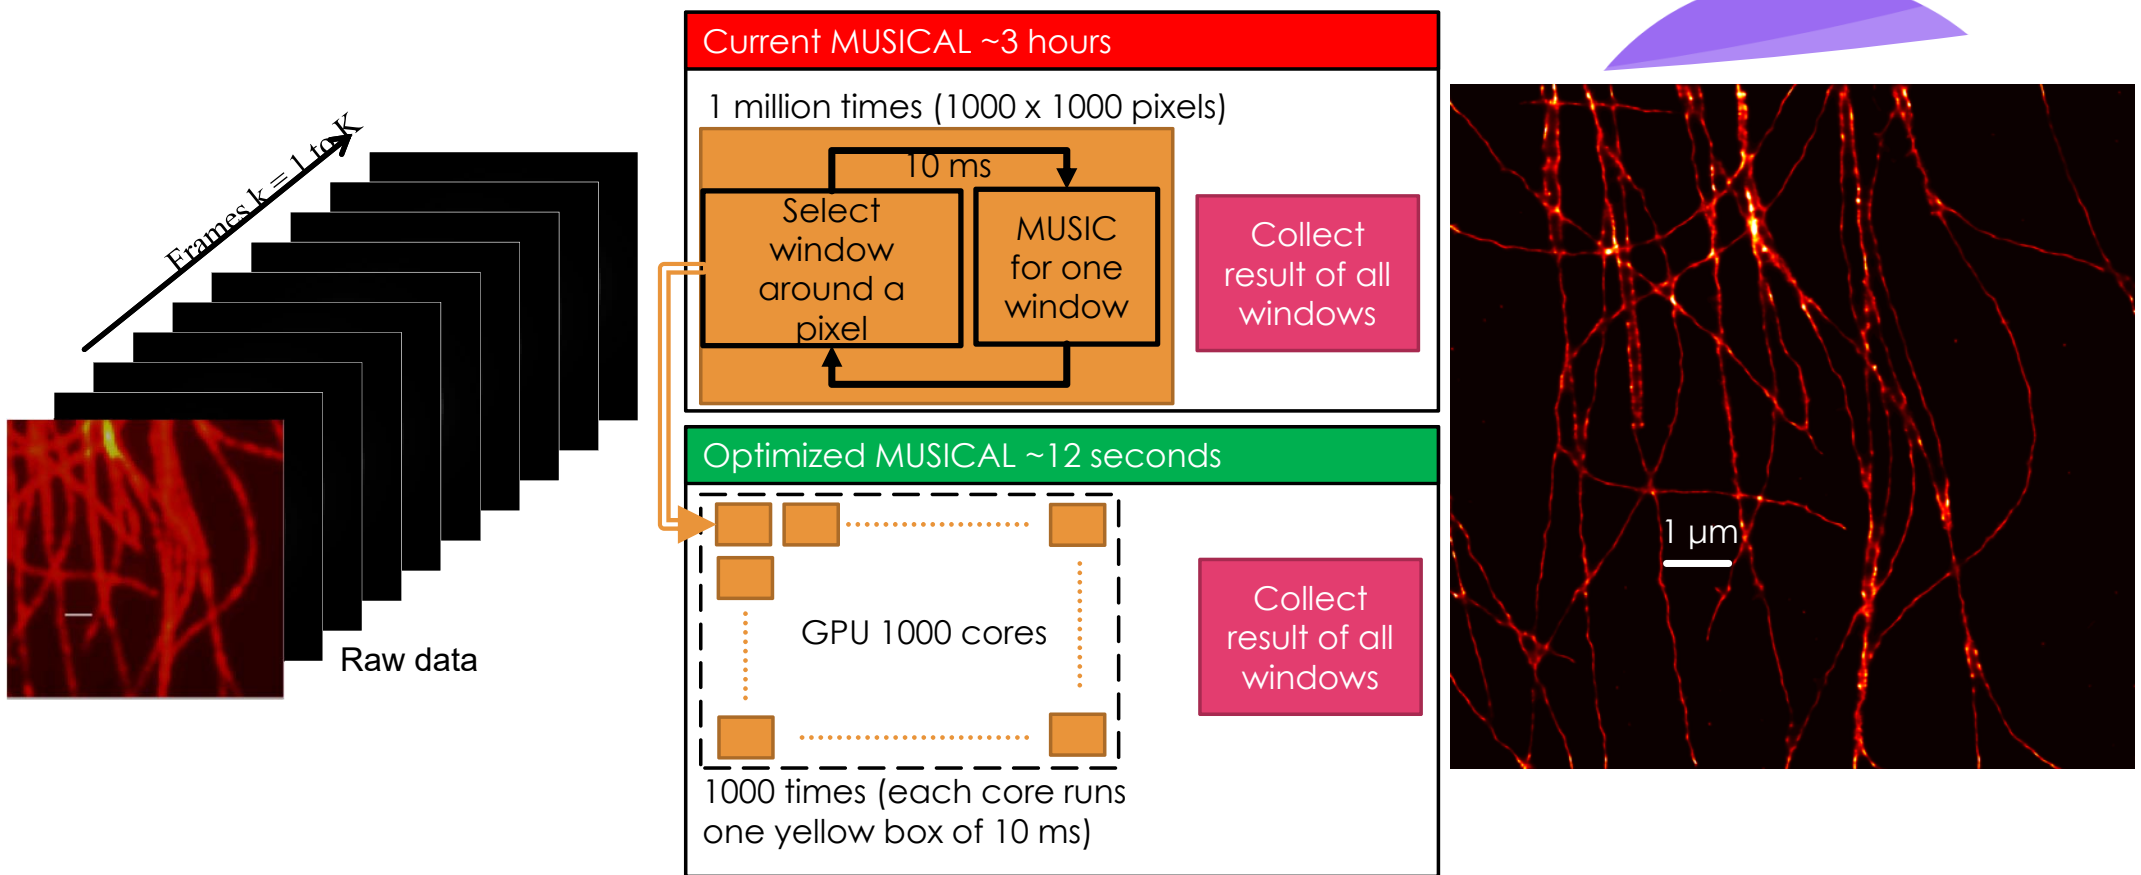 Frames k = 1 to K
Raw data
Current MUSICAL ~3 hours
1 million times (1000 x 1000 pixels)
10 ms
Select
window
around a
pixel
MUSIC
for one
window
Collect
result of all
windows
Optimized MUSICAL ~12 seconds
GPU 1000 cores
Collect
result of all
windows
1000 times (each core runs
one yellow box of 10 ms)
1 µm